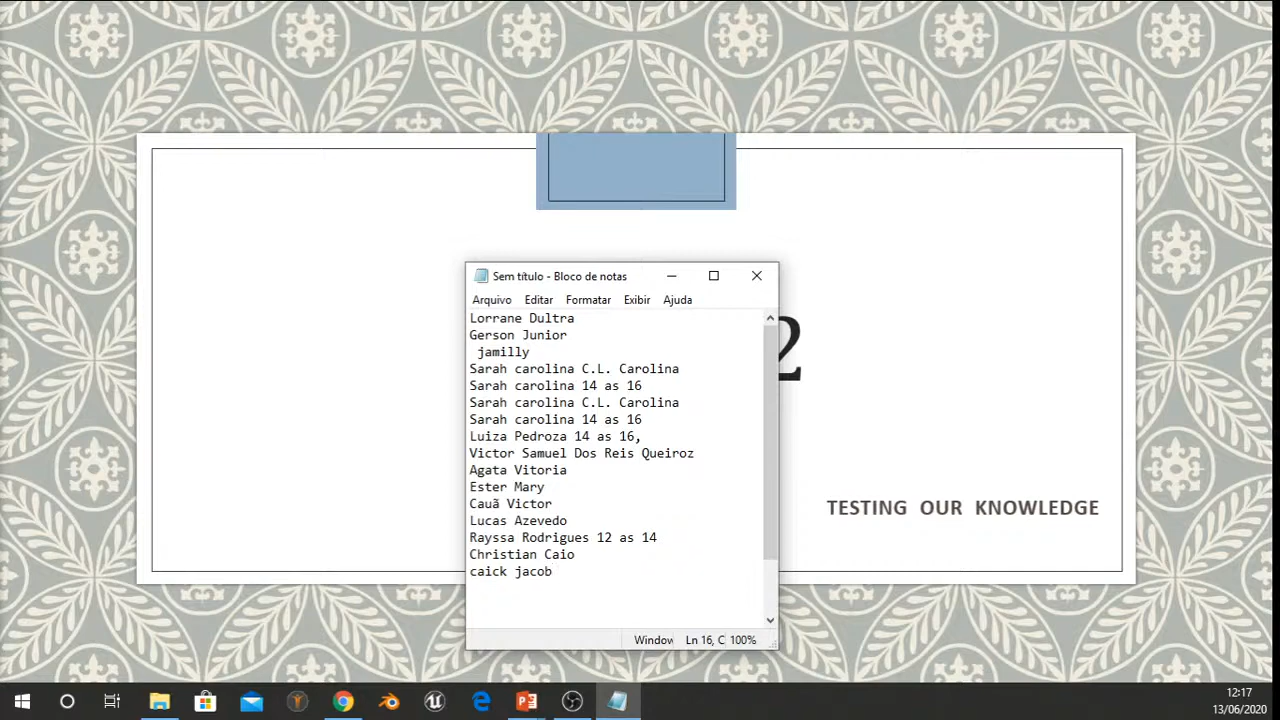 Sem título - Bloco de notas
Arquivo Editar Formatar Exibir Ajuda
Lorrane Dultra
Gerson Junior
jamilly
Sarah carolina C.L. Carolina
Sarah carolina 14 as 16
Sarah carolina C.L. Carolina
Sarah carolina 14 as 16
Luiza Pedroza 14 as 16,
Victor Samuel Dos Reis Queiroz
Agata Vitoria
Ester Mary
Cauã Victor
Lucas Azevedo
Rayssa Rodrigues 12 as 14
Christian Caio
caick jacob
Window Ln 16, C 100%
2
TESTING OUR KNOWLEDGE
12:17
13/06/2020